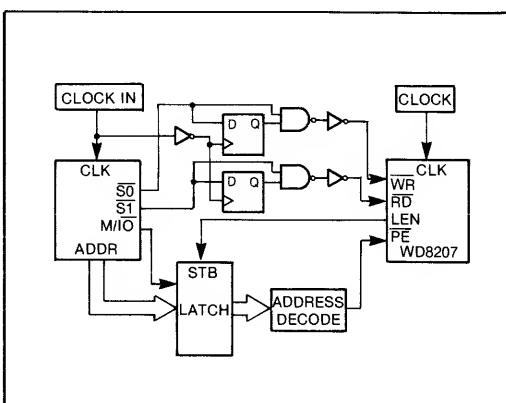 CLOCK IN
CLOCK
CLK
S0
S1
M/IO
ADDR
D Q
D Q
CLK
WR
RD
LEN
PE
WD8207
STB
LATCH
ADDRESS
DECODE